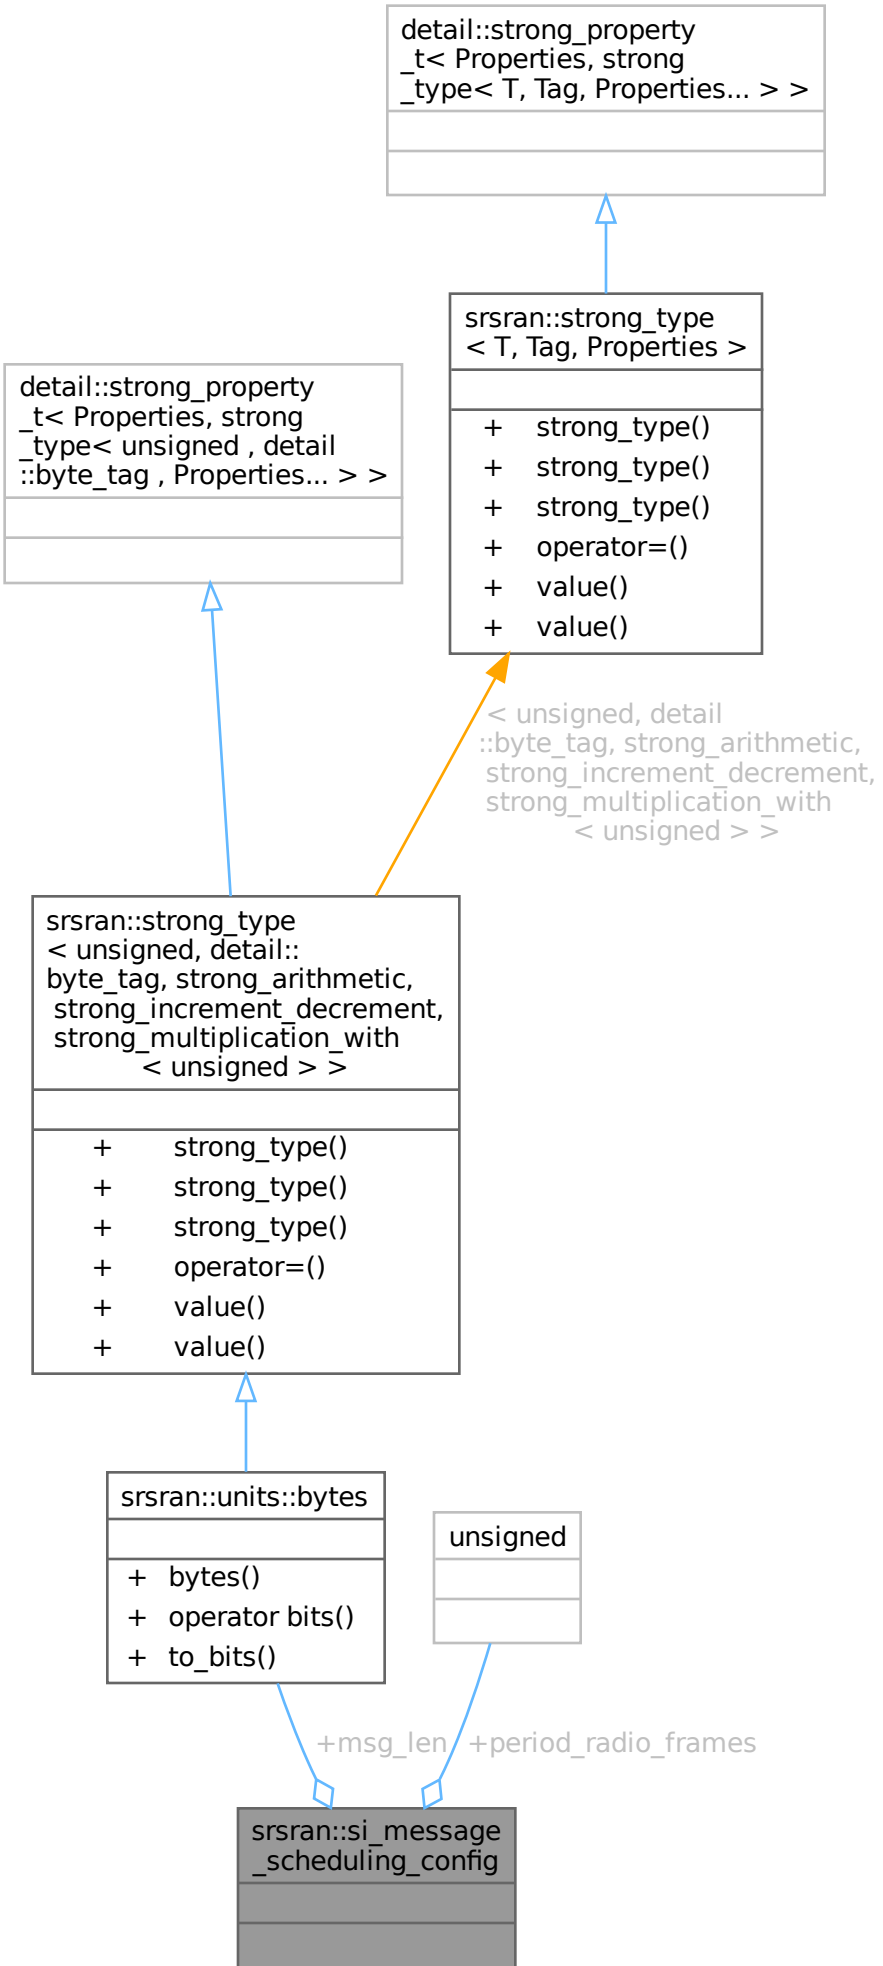 detail::strong_property
_t< Properties, strong
_type< T, Tag, Properties... > >
srsran::strong_type
< T, Tag, Properties >
+ strong_type()
+ strong_type()
+ strong_type()
+ operator=()
+ value()
+ value()
detail::strong_property
_t< Properties, strong
_type< unsigned , detail
::byte_tag , Properties... > >
< unsigned, detail
::byte_tag, strong_arithmetic,
strong_increment_decrement,
strong_multiplication_with
< unsigned > >
srsran::strong_type
< unsigned, detail::
byte_tag, strong_arithmetic,
strong_increment_decrement,
strong_multiplication_with
< unsigned > >
+ strong_type()
+ strong_type()
+ strong_type()
+ operator=()
+ value()
+ value()
srsran::units::bytes
+ bytes()
+ operator bits()
+ to_bits()
unsigned
+msg_len
+period_radio_frames
srsran::si_message
_scheduling_config